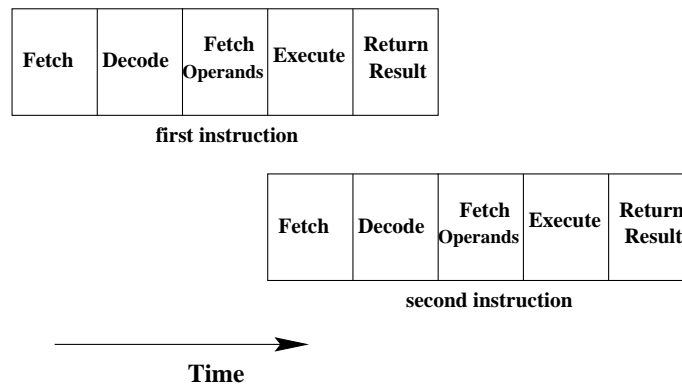 Fetch
Decode
Fetch
Operands
Execute
Return
Result
first instruction
Fetch
Decode
Fetch
Operands
Execute
Return
Result
second instruction
Time